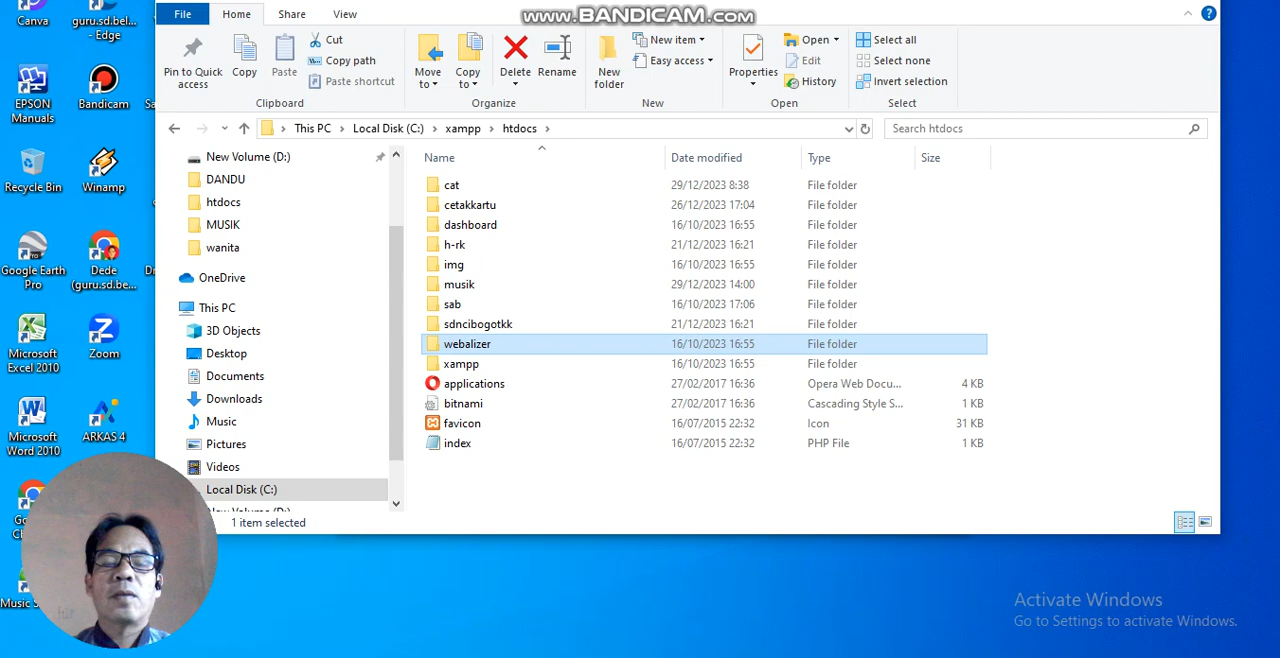 Canva
guru.sd.bel...
- Edge
EPSON
Manuals
Bandicam
Sa
Recycle Bin
Winamp
Google Earth
Pro
Dede
(guru.sd.be...
Dr
Microsoft
Excel 2010
Zoom
Microsoft
Word 2010
ARKAS 4
Go
Ch
Music S
www.BANDICAM.com
File
Home
Share
View
Pin to Quick
access
Copy
Paste
Cut
Copy path
Paste shortcut
Clipboard
Move
to
Copy
to
Delete
Rename
Organize
New
folder
New item
Easy access
New
Properties
Open
Edit
History
Open
Select all
Select none
Invert selection
Select
This PC > Local Disk (C:) > xampp > htdocs >
Search htdocs
New Volume (D:)
DANDU
htdocs
MUSIK
wanita
OneDrive
This PC
3D Objects
Desktop
Documents
Downloads
Music
Pictures
Videos
Local Disk (C:)
New Volume (D:)
Name Date modified Type Size
cat 29/12/2023 8:38 File folder
cetakkartu 26/12/2023 17:04 File folder
dashboard 16/10/2023 16:55 File folder
h-rk 21/12/2023 16:21 File folder
img 16/10/2023 16:55 File folder
musik 29/12/2023 14:00 File folder
sab 16/10/2023 17:06 File folder
sdncibogotkk 21/12/2023 16:21 File folder
webalizer 16/10/2023 16:55 File folder
xampp 16/10/2023 16:55 File folder
applications 27/02/2017 16:36 Opera Web Docu... 4 KB
bitnami 27/02/2017 16:36 Cascading Style S... 1 KB
favicon 16/07/2015 22:32 Icon 31 KB
index 16/07/2015 22:32 PHP File 1 KB
1 item selected
Activate Windows
Go to Settings to activate Windows.